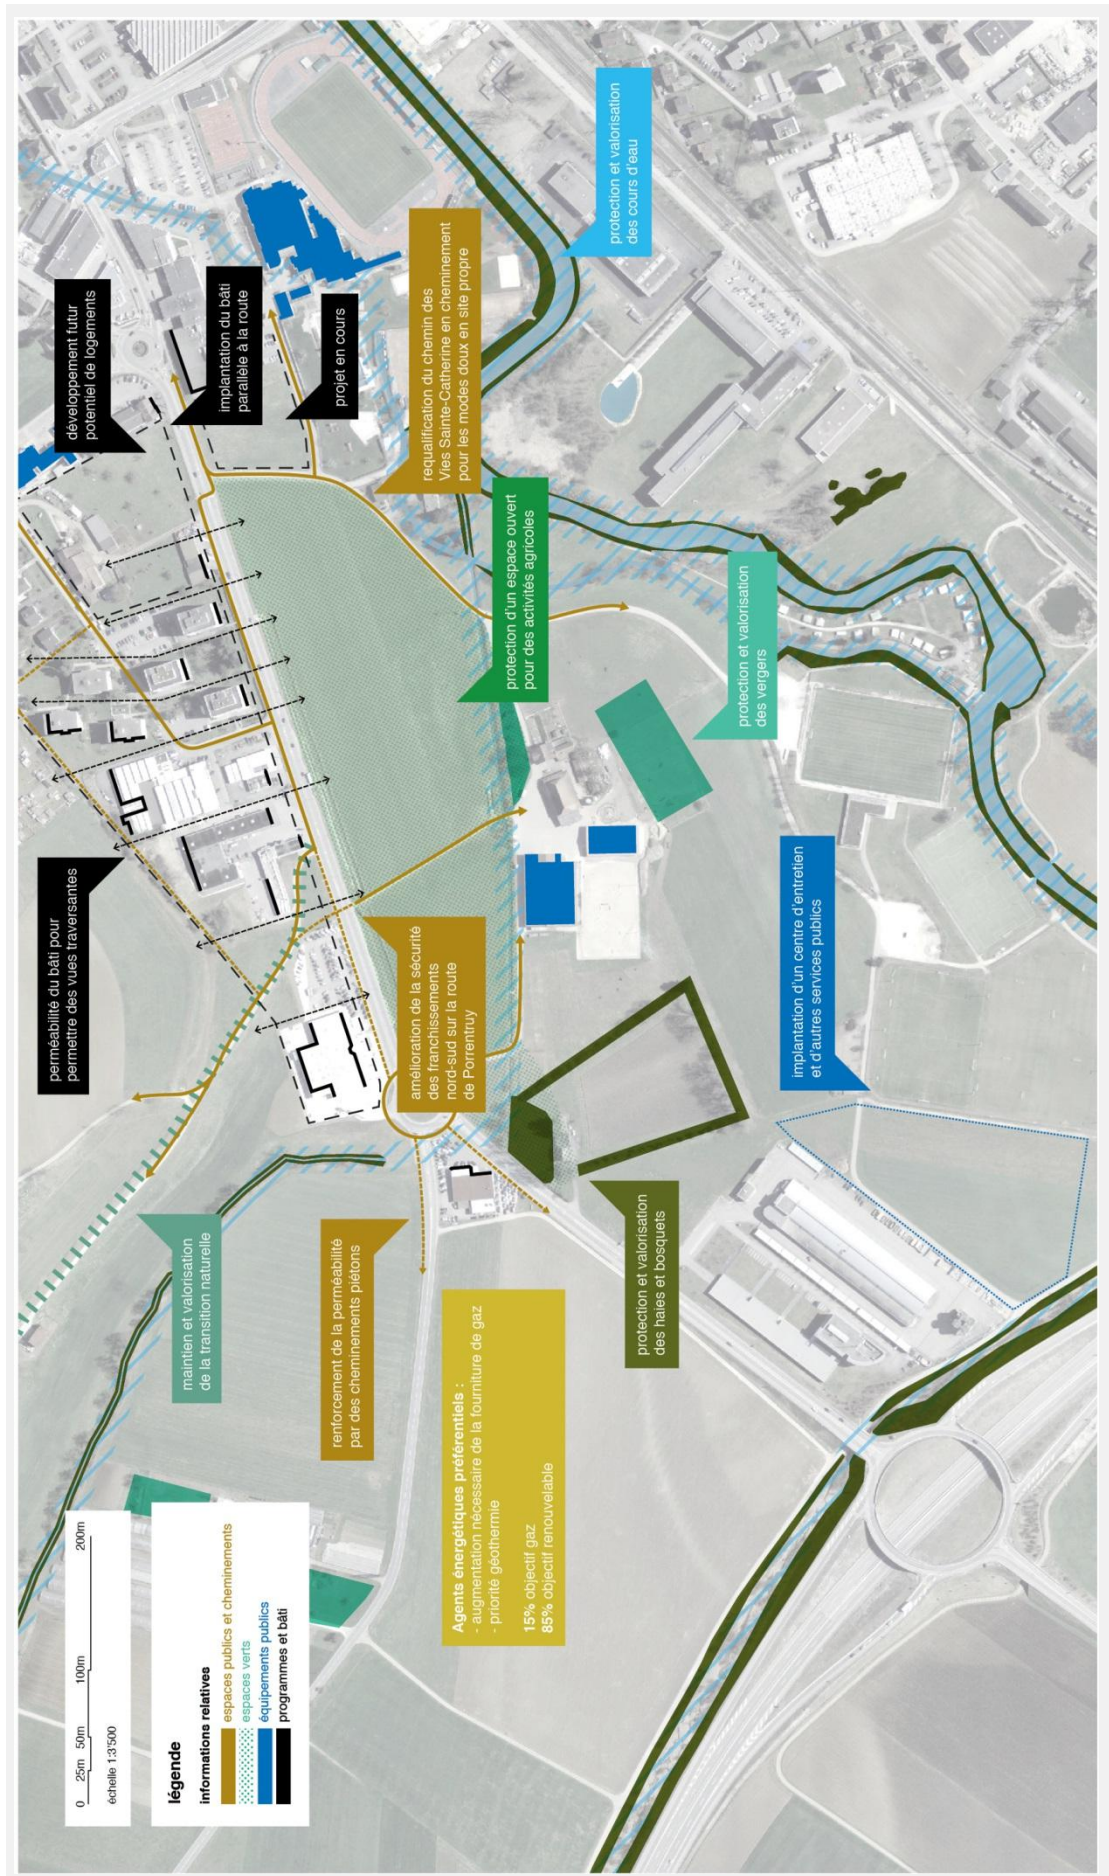 développement futur
potentiel de logements
implantation du bâti
parallèle à la route
projet en cours
requalification du chemin des
Vies Sainte-Catherine en cheminement
pour les modes doux en site propre
protection et valorisation
des cours d'eau
perméabilité du bâti pour
permettre des vues traversantes
protection d'un espace ouvert
pour des activités agricoles
protection et valorisation
des vergers
amélioration de la sécurité
des franchissements
nord-sud sur la route
de Porrentruy
implantation d'un centre d'entretien
et d'autres services publics
maintien et valorisation
de la transition naturelle
renforcement de la perméabilité
par des cheminements piétons
protection et valorisation
des haies et bosquets
Agents énergétiques préférentiels :
- augmentation nécessaire de la fourniture de gaz
- priorité géothermie
15% objectif gaz
85% objectif renouvelable
0 25m 50m 100m 200m
échelle 1:3'500
légende
informations relatives
espaces publics et cheminements
espaces verts
équipements publics
programmes et bâti